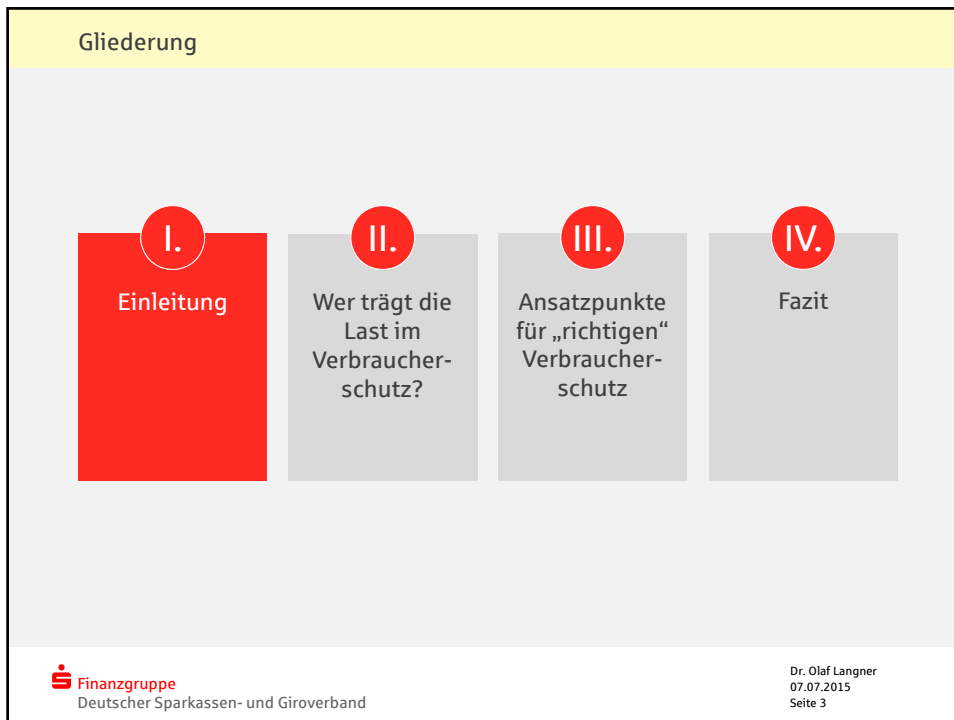 Gliederung
I.
Einleitung
II.
Wer trägt die
Last im
Verbraucher-
schutz?
III.
Ansatzpunkte
für „richtigen“
Verbraucher-
schutz
IV.
Fazit
Finanzgruppe
Deutscher Sparkassen- und Giroverband
Dr. Olaf Langner
07.07.2015
Seite 3